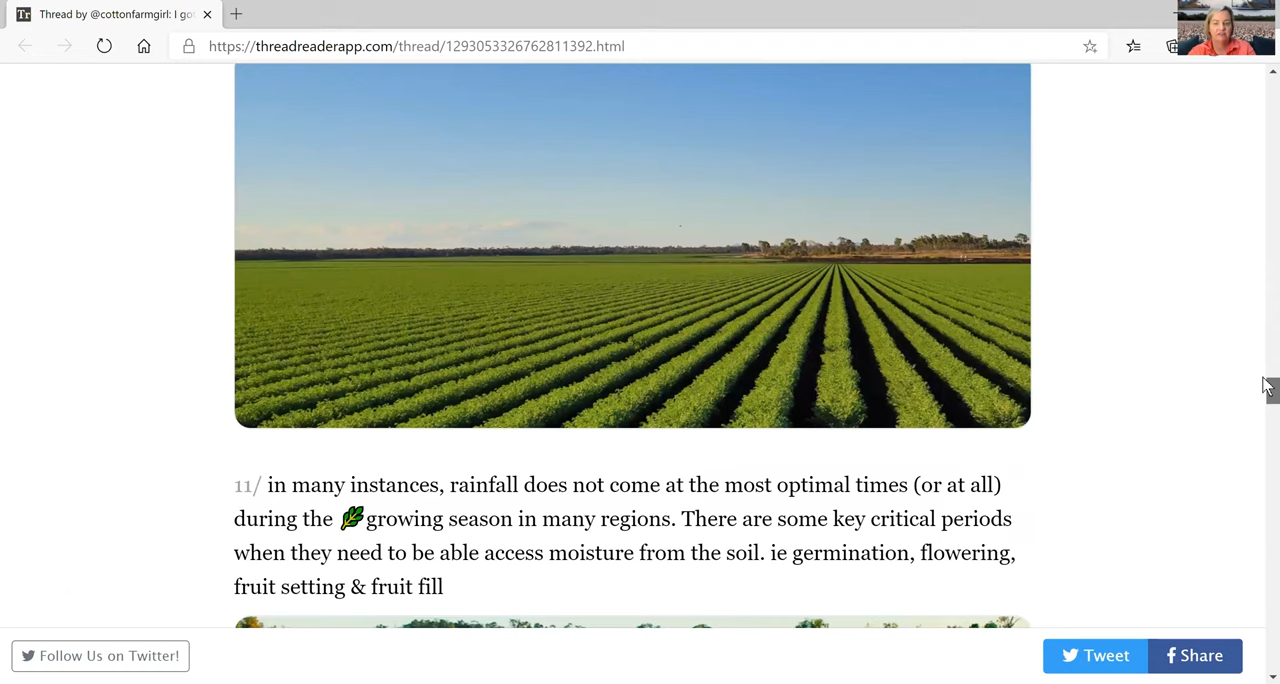 Tr Thread by @cottonfarmgirl: I go
https://threadreaderapp.com/thread/1293053326762811392.html
11/ in many instances, rainfall does not come at the most optimal times (or at all)
during the 🌿growing season in many regions. There are some key critical periods
when they need to be able access moisture from the soil. ie germination, flowering,
fruit setting & fruit fill
Follow Us on Twitter!
Tweet
Share